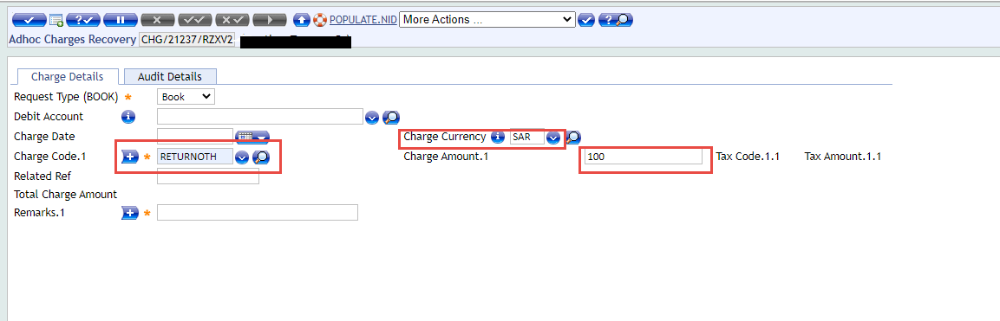 POPULATE.NID More Actions ...
Adhoc Charges Recovery CHG/21237/RZXV2
Charge Details Audit Details
Request Type (BOOK) * Book
Debit Account
Charge Date Charge Currency SAR
Charge Code.1 * RETURNOTH Charge Amount.1 100 Tax Code.1.1 Tax Amount.1.1
Related Ref
Total Charge Amount
Remarks.1 *